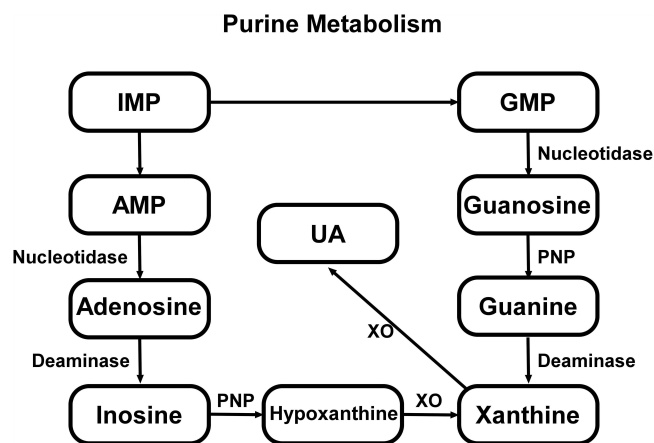 Purine Metabolism
IMP
GMP
Nucleotidase
AMP
UA
Guanosine
Nucleotidase
PNP
Adenosine
Guanine
XO
Deaminase
Deaminase
Inosine
PNP
Hypoxanthine
XO
Xanthine